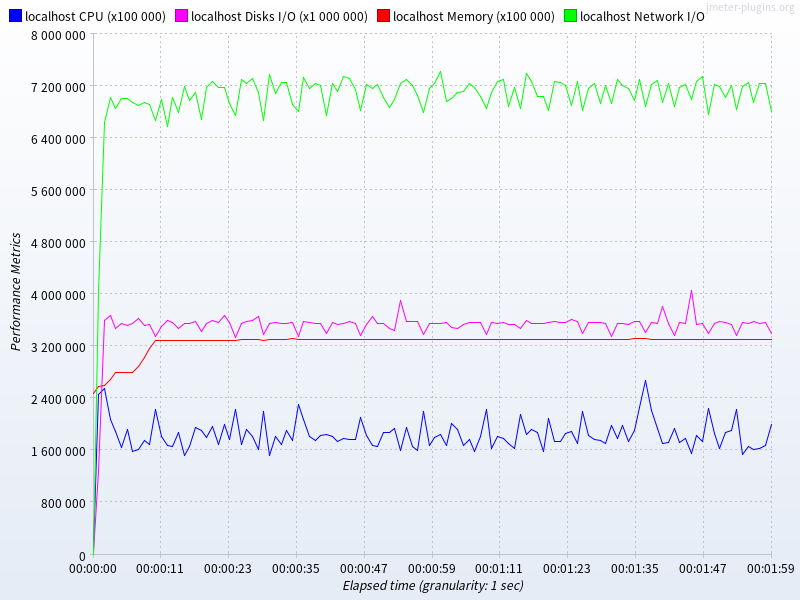 localhost CPU (x100 000) localhost Disks I/O (x1 000 000) localhost Memory (x100 000) localhost Network I/O
jmeter-plugins.org
8 000 000
7 200 000
6 400 000
5 600 000
4 800 000
4 000 000
3 200 000
2 400 000
1 600 000
800 000
0
Performance Metrics
00:00:00 00:00:11 00:00:23 00:00:35 00:00:47 00:00:59 00:01:11 00:01:23 00:01:35 00:01:47 00:01:59
Elapsed time (granularity: 1 sec)